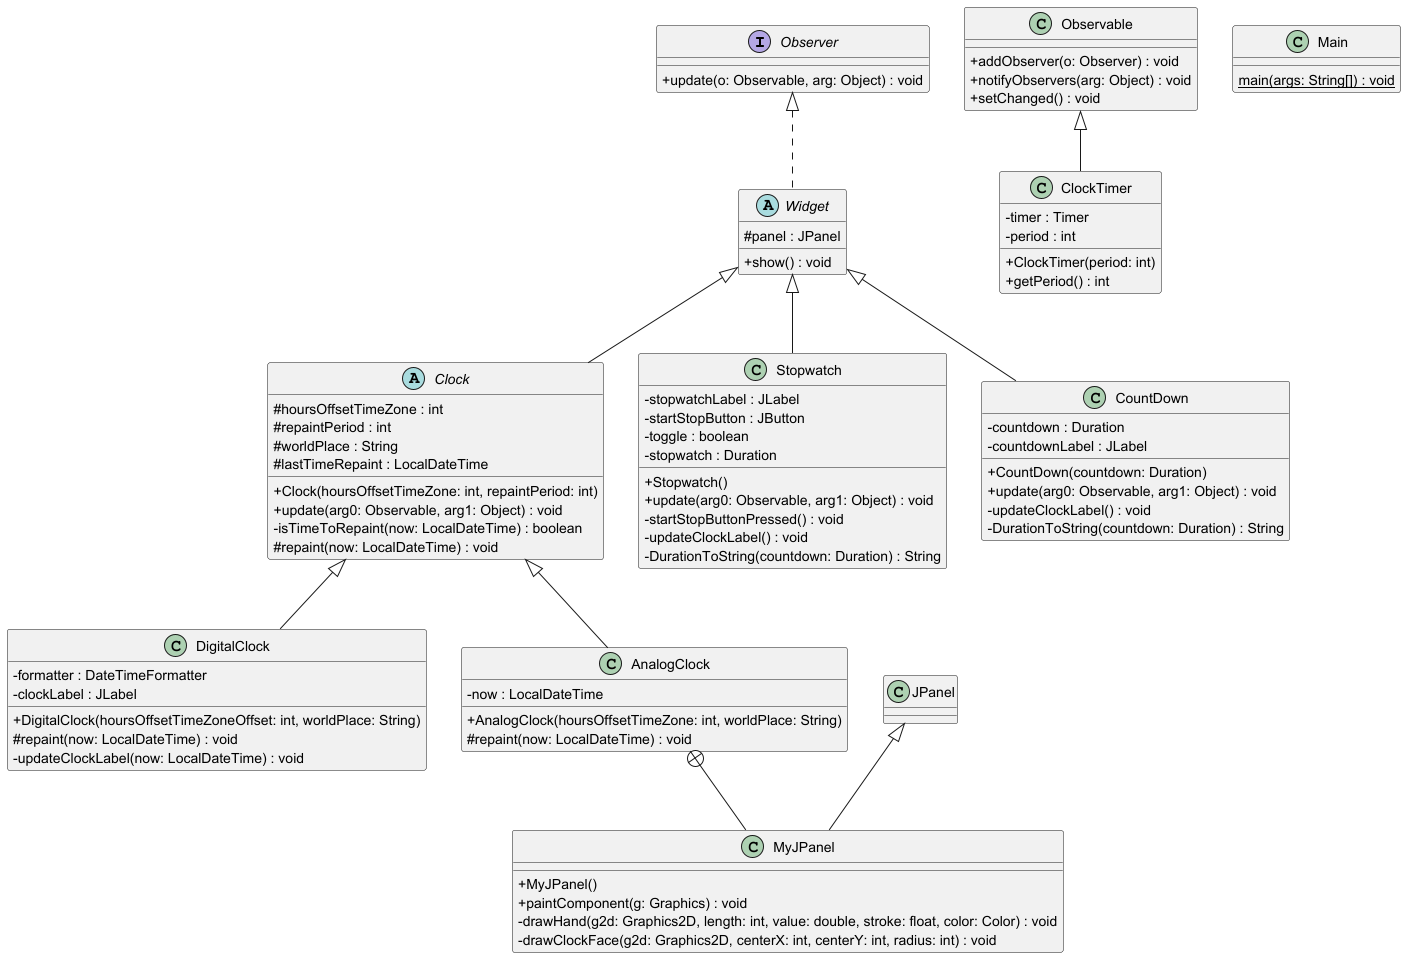 I Observer
+update(o: Observable, arg: Object) : void
C Observable
+addObserver(o: Observer) : void
+notifyObservers(arg: Object) : void
+setChanged() : void
C Main
main(args: String[]) : void
A Widget
#panel : JPanel
+show() : void
C ClockTimer
-timer : Timer
-period : int
+ClockTimer(period: int)
+getPeriod() : int
A Clock
#hoursOffsetTimeZone : int
#repaintPeriod : int
#worldPlace : String
#lastTimeRepaint : LocalDateTime
+Clock(hoursOffsetTimeZone: int, repaintPeriod: int)
+update(arg0: Observable, arg1: Object) : void
-isTimeToRepaint(now: LocalDateTime) : boolean
#repaint(now: LocalDateTime) : void
C Stopwatch
-stopwatchLabel : JLabel
-startStopButton : JButton
-toggle : boolean
-stopwatch : Duration
+Stopwatch()
+update(arg0: Observable, arg1: Object) : void
-startStopButtonPressed() : void
-updateClockLabel() : void
-DurationToString(countdown: Duration) : String
C CountDown
-countdown : Duration
-countdownLabel : JLabel
+CountDown(countdown: Duration)
+update(arg0: Observable, arg1: Object) : void
-updateClockLabel() : void
-DurationToString(countdown: Duration) : String
C DigitalClock
-formatter : DateTimeFormatter
-clockLabel : JLabel
+DigitalClock(hoursOffsetTimeZoneOffset: int, worldPlace: String)
#repaint(now: LocalDateTime) : void
-updateClockLabel(now: LocalDateTime) : void
C AnalogClock
-now : LocalDateTime
+AnalogClock(hoursOffsetTimeZone: int, worldPlace: String)
#repaint(now: LocalDateTime) : void
C JPanel
C MyJPanel
+MyJPanel()
+paintComponent(g: Graphics) : void
-drawHand(g2d: Graphics2D, length: int, value: double, stroke: float, color: Color) : void
-drawClockFace(g2d: Graphics2D, centerX: int, centerY: int, radius: int) : void